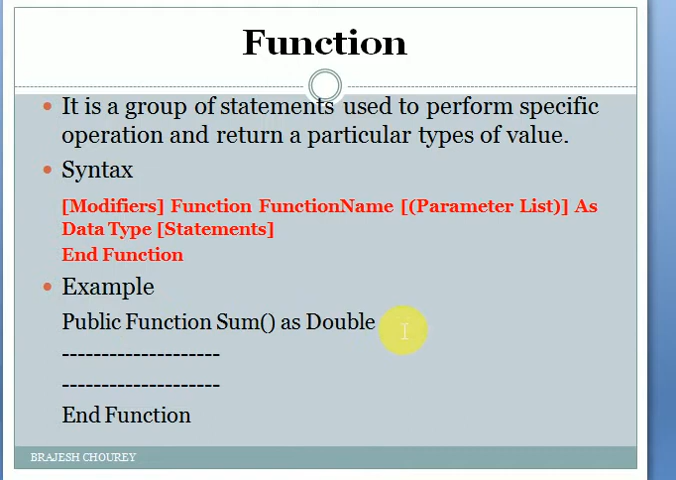 Function
It is a group of statements used to perform specific
operation and return a particular types of value.
Syntax
[Modifiers] Function FunctionName [(Parameter List)] As
Data Type [Statements]
End Function
Example
Public Function Sum() as Double
--------------------
--------------------
End Function
BRAJESH CHOUREY